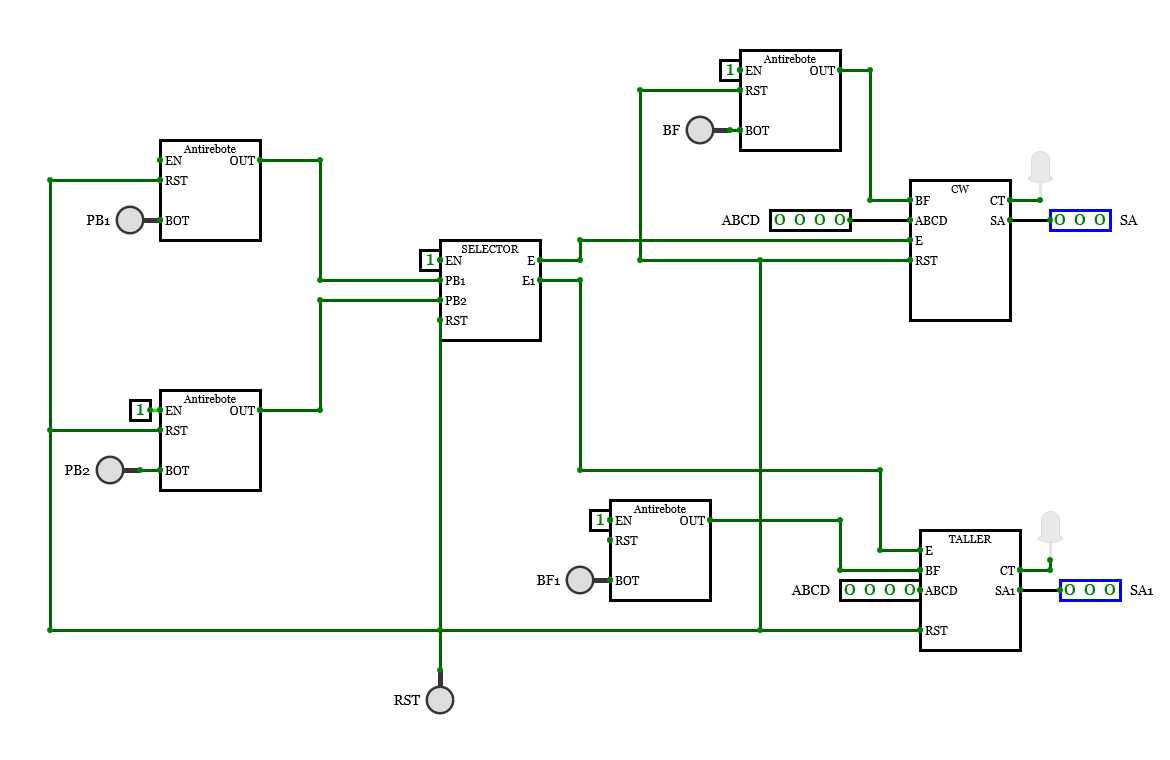 Antirebote
1
EN
OUT
RST
BF
BOT
Antirebote
EN
OUT
RST
PB1
BOT
CW
BF
CT
ABCD
0 0 0 0
ABCD
SA
0 0 0
SA
E
RST
SELECTOR
1
EN
E
PB1
E1
PB2
RST
Antirebote
1
EN
OUT
RST
PB2
BOT
Antirebote
1
EN
OUT
RST
BF1
BOT
TALLER
E
BF
CT
ABCD
0 0 0 0
ABCD
SA1
0 0 0
SA1
RST
RST